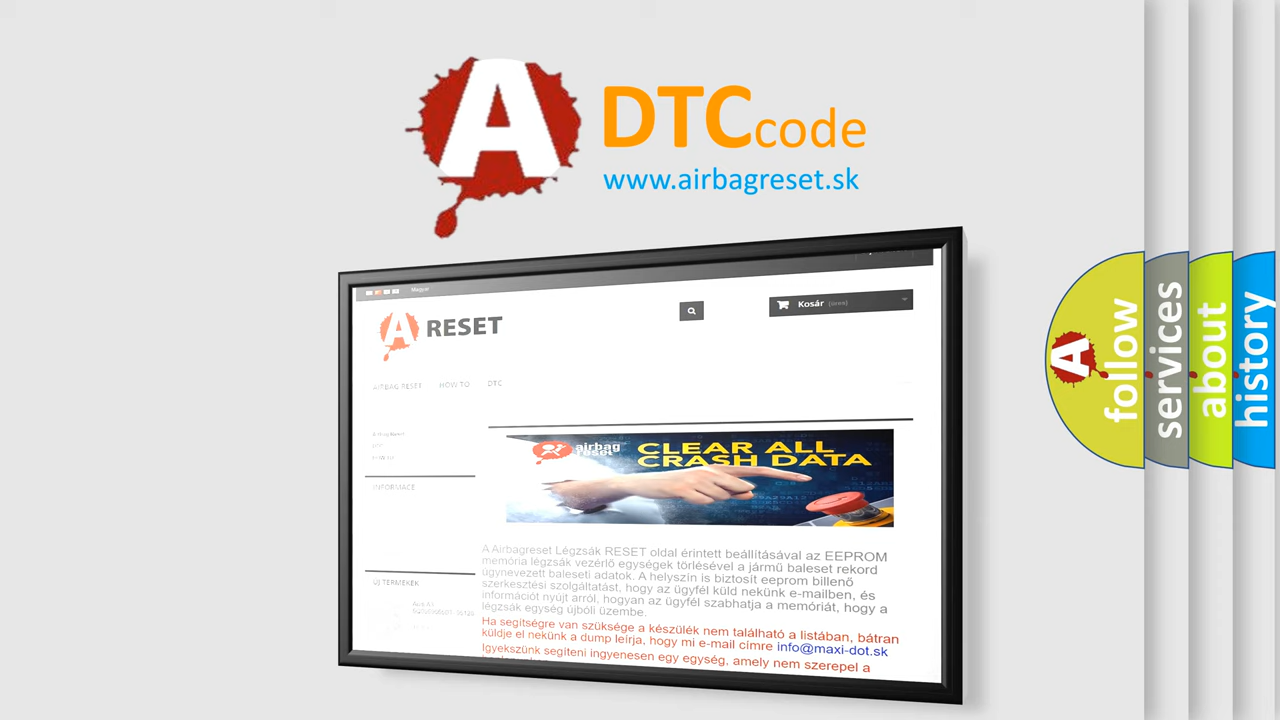 A
DTCcode
www.airbagreset.sk
Magyar
A RESET
Kosár (üres)
AIRBAG RESET HOW TO DTC
INFORMACE
airbag
reset
CLEAR ALL
CRASH DATA
A Airbagreset Légzsák RESET oldal érintett beállításával az EEPROM
memória légzsák vezérlő egységek törlésével a jármű baleset rekord
úgynevezett baleseti adatok. A helyszín is biztosít eeprom billenő
szerkesztési szolgáltatást, hogy az ügyfél küld nekünk e-mailben, és
információt nyújt arról, hogyan az ügyfél szabhatja a memóriát, hogy a
légzsák egység újbóli üzembe.
Ha segítségre van szüksége a készülék nem található a listában, bátran
küldje el nekünk a dump leírja, hogy mi e-mail címre info@maxi-dot.sk
Igyekszünk segíteni ingyenesen egy egység, amely nem szerepel a
ÚJ TERMÉKEK
A
follow
services
about
history